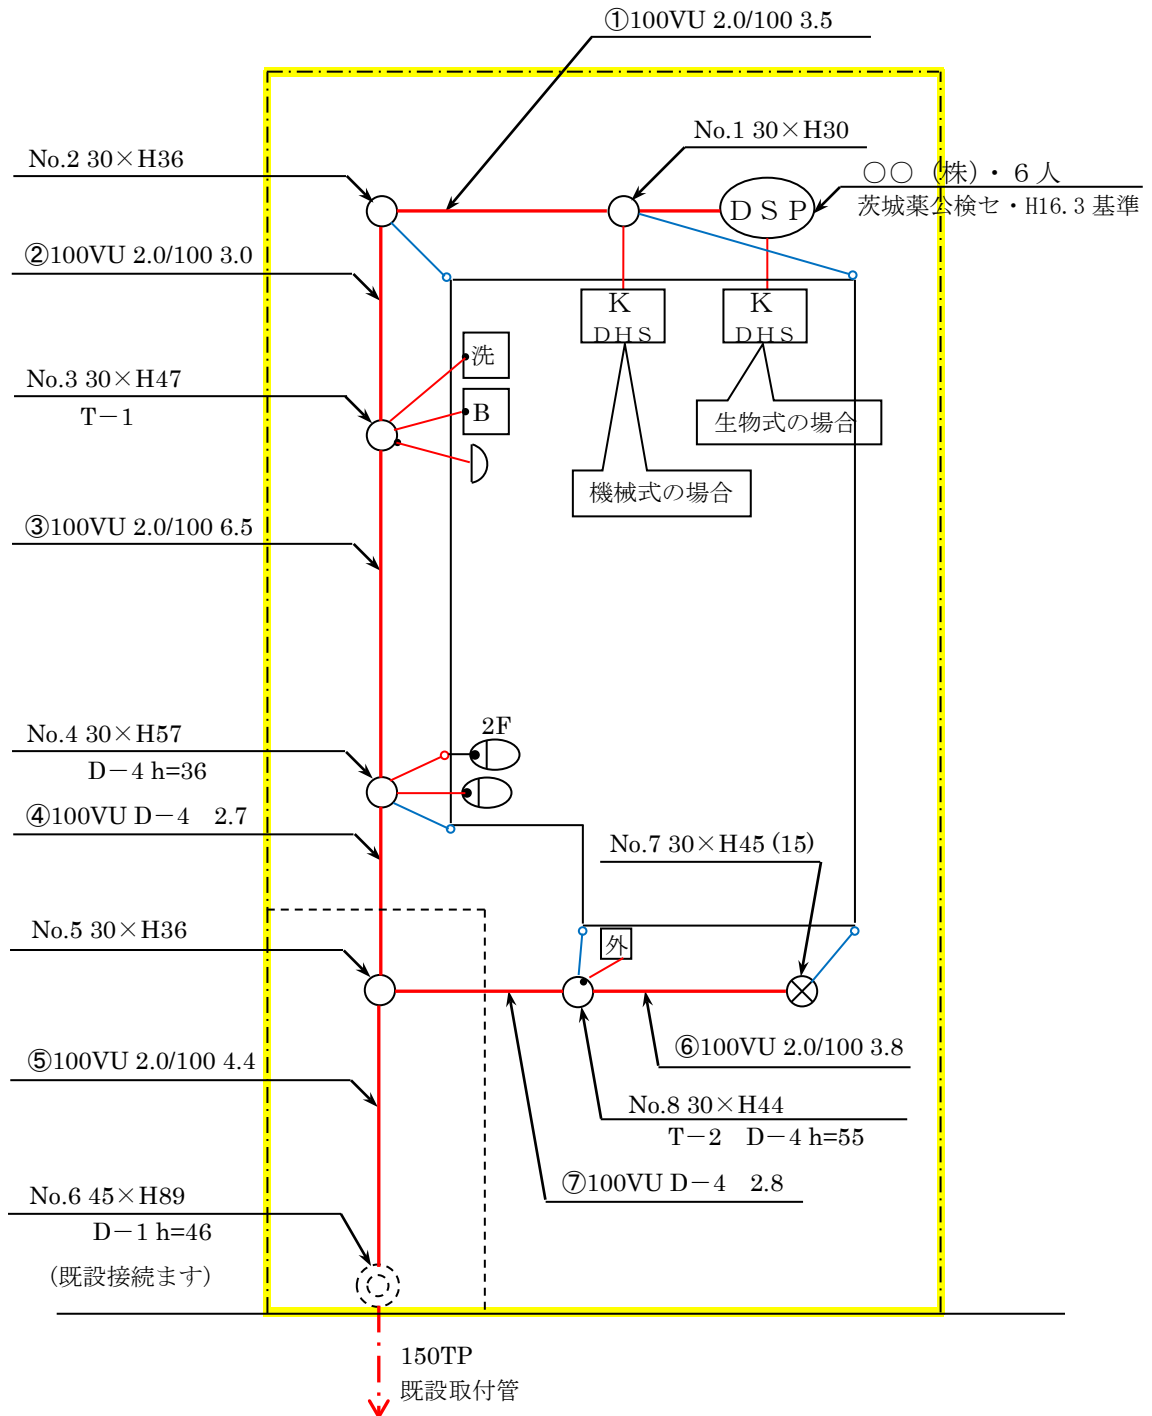 ①100VU 2.0/100 3.5
No.1 30×H30
No.2 30×H36
〇〇（株）・６人
茨城薬公検セ・H16.3 基準
ＤＳＰ
②100VU 2.0/100 3.0
Ｋ
ＤＨＳ
Ｋ
ＤＨＳ
洗
No.3 30×H47
T－1
B
生物式の場合
機械式の場合
③100VU 2.0/100 6.5
2F
No.4 30×H57
D－4 h=36
④100VU D－4　2.7
No.7 30×H45 (15)
No.5 30×H36
外
⑥100VU 2.0/100 3.8
⑤100VU 2.0/100 4.4
No.8 30×H44
T－2　D－4 h=55
⑦100VU D－4　2.8
No.6 45×H89
D－1 h=46
（既設接続ます）
150TP
既設取付管